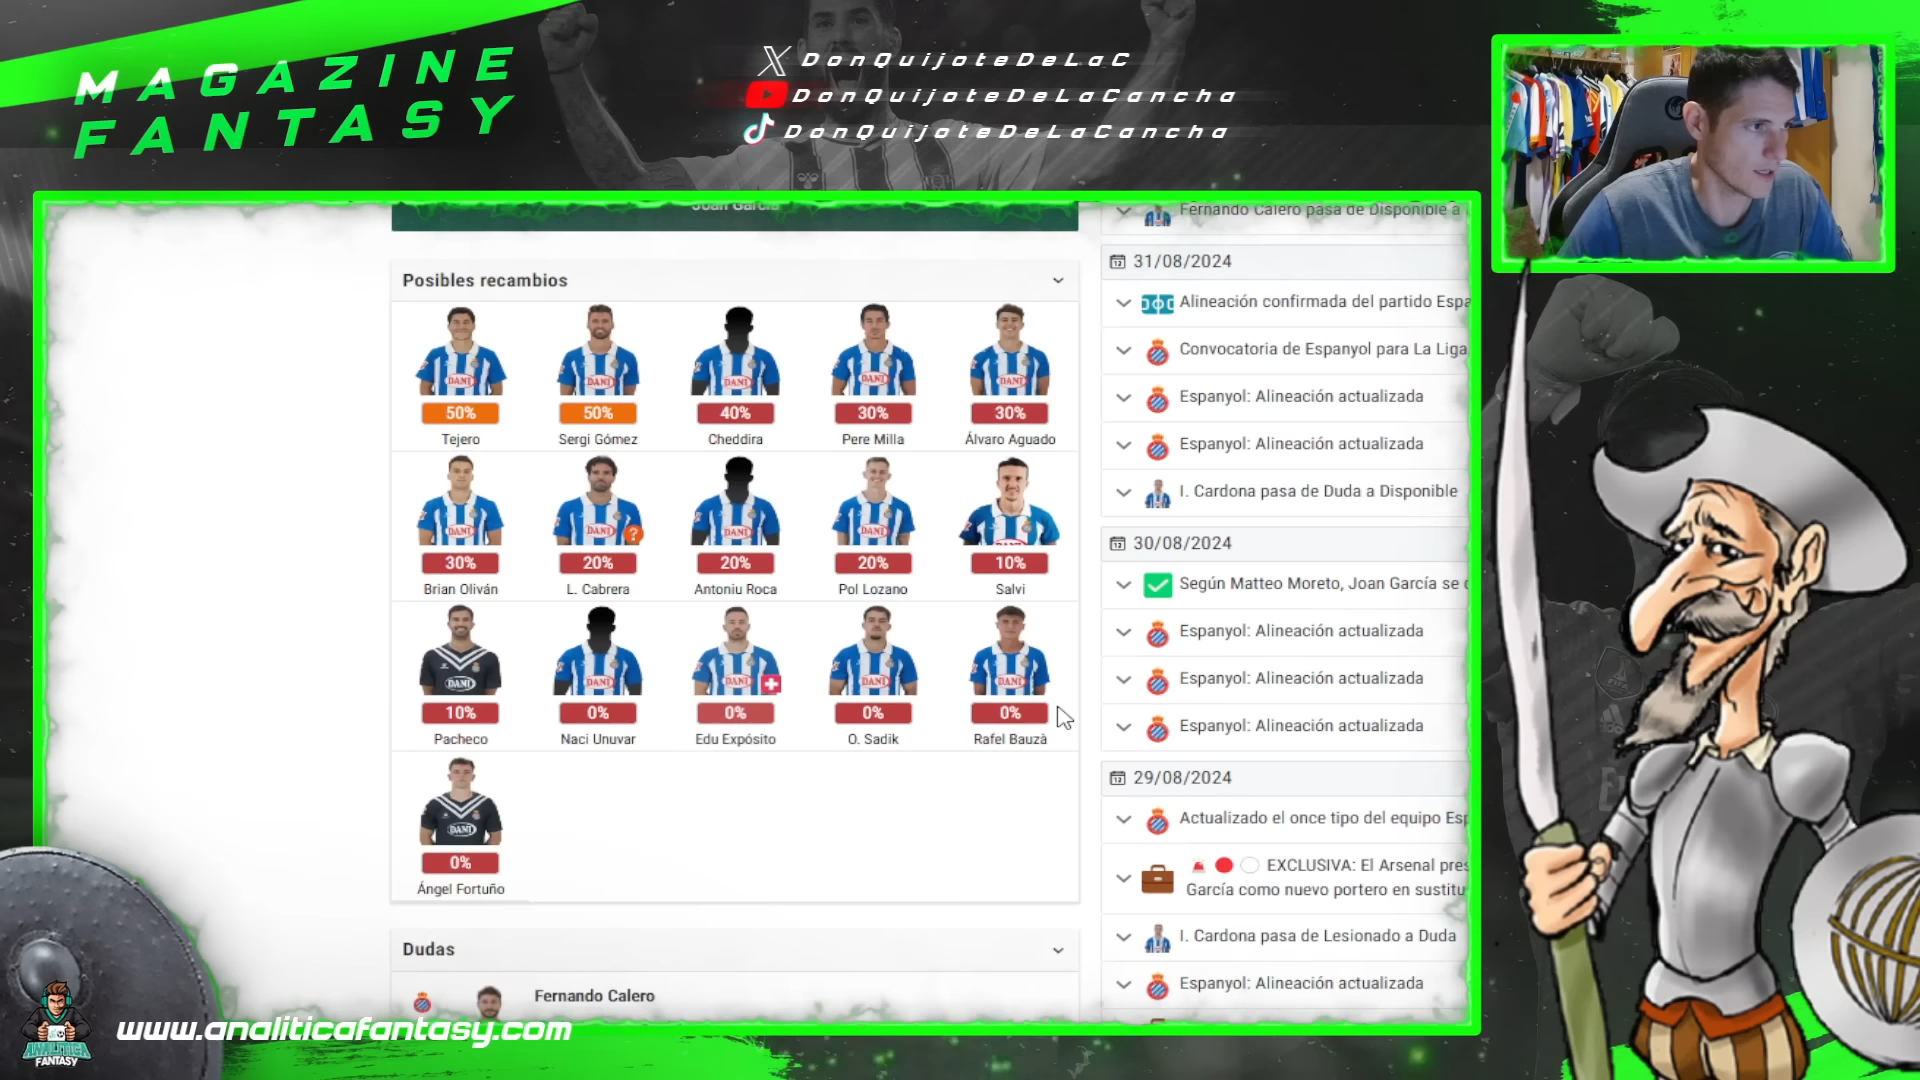 MAGAZINE
FANTASY
DonQuijoteDeLaC
DonQuijoteDeLaCancha
DonQuijoteDeLaCancha
Joan García
Posibles recambios
50% 50% 40% 30% 30%
Tejero Sergi Gómez Cheddira Pere Milla Álvaro Aguado
30% 20% 20% 20% 10%
Brian Oliván L. Cabrera Antoniu Roca Pol Lozano Salvi
10% 0% 0% 0% 0%
Pacheco Naci Unuvar Edu Expósito O. Sadik Rafel Bauzà
0%
Ángel Fortuño
Dudas
Fernando Calero
Fernando Calero pasa de Disponible a
31/08/2024
Alineación confirmada del partido Espa
Convocatoria de Espanyol para La Liga
Espanyol: Alineación actualizada
Espanyol: Alineación actualizada
I. Cardona pasa de Duda a Disponible
30/08/2024
Según Matteo Moreto, Joan García se
Espanyol: Alineación actualizada
Espanyol: Alineación actualizada
Espanyol: Alineación actualizada
29/08/2024
Actualizado el once tipo del equipo Esp
EXCLUSIVA: El Arsenal pres
García como nuevo portero en sustitu
I. Cardona pasa de Lesionado a Duda
Espanyol: Alineación actualizada
ANALITICA
FANTASY
www.analiticafantasy.com